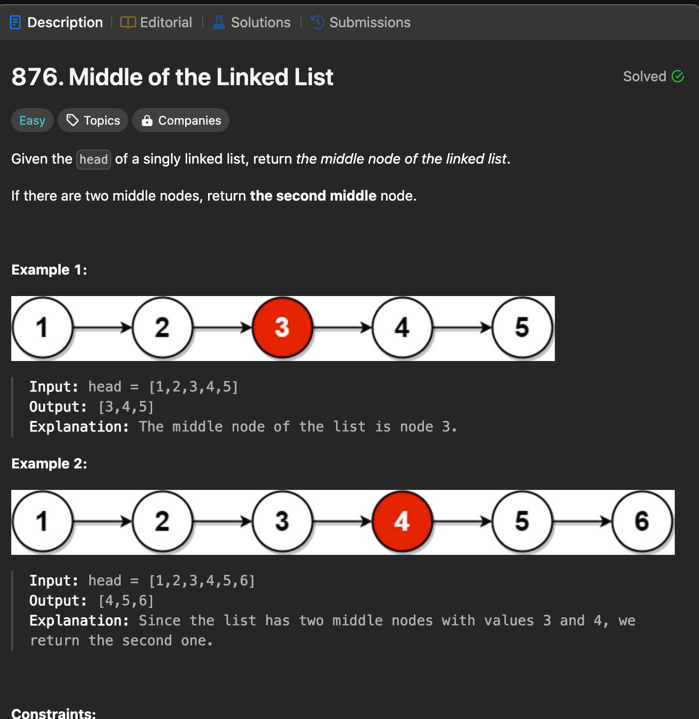 Description | Editorial | Solutions | Submissions
876. Middle of the Linked List
Solved
Easy Topics Companies
Given the head of a singly linked list, return the middle node of the linked list.
If there are two middle nodes, return the second middle node.
Example 1:
1 2 3 4 5
Input: head = [1,2,3,4,5]
Output: [3,4,5]
Explanation: The middle node of the list is node 3.
Example 2:
1 2 3 4 5 6
Input: head = [1,2,3,4,5,6]
Output: [4,5,6]
Explanation: Since the list has two middle nodes with values 3 and 4, we
return the second one.
Constraints: